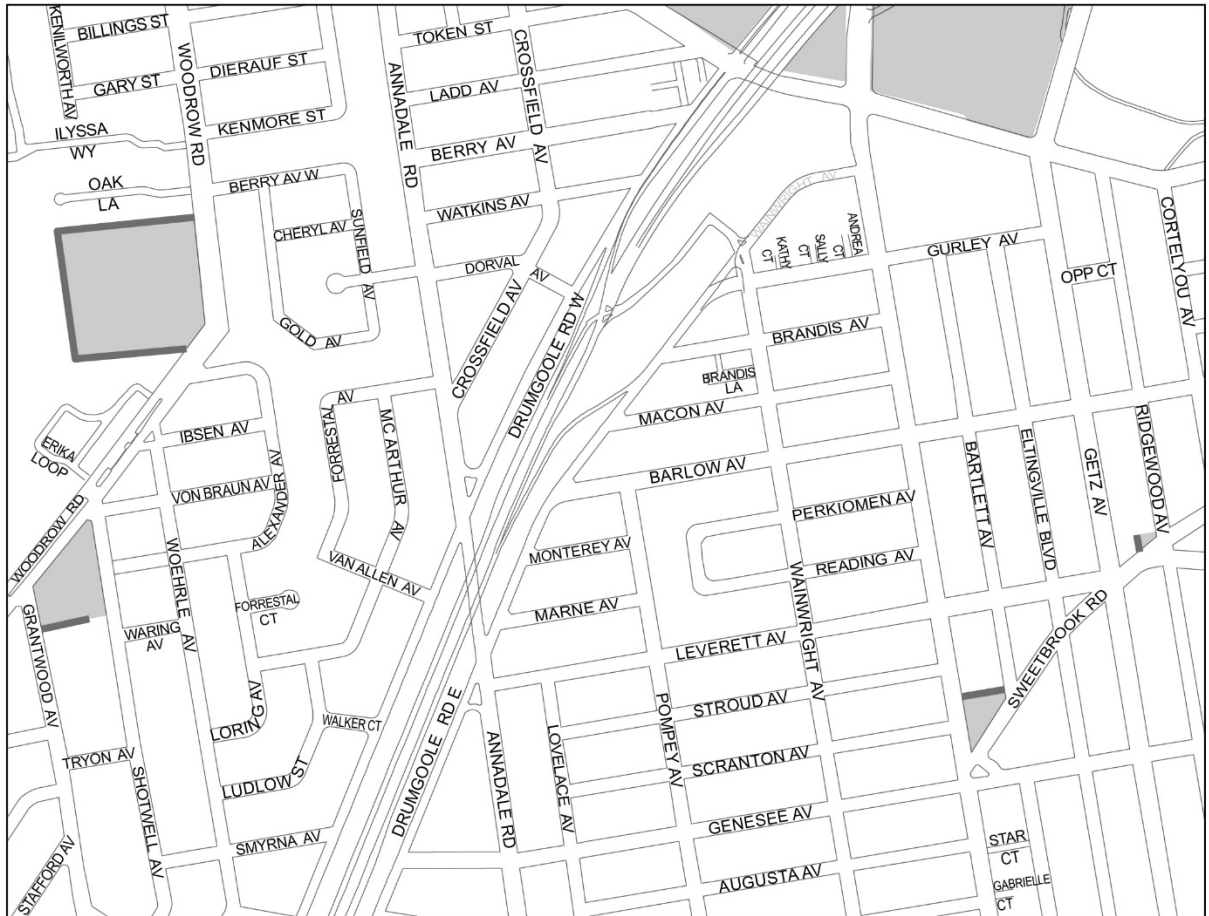 KENILWORTH AV
BILLINGS ST
GARY ST
WOODROW RD
DIERAUF ST
KENMORE ST
ANNADALE RD
TOKEN ST
CROSSFIELD AV
LADD AV
BERRY AV
WATKINS AV
ILYSSA
WY
OAK
LA
BERRY AV W
CHERYL AV
SUNFIELD AV
GOLD AV
DORVAL AV
CROSSFIELD AV
DRUMGOOLE RD W
WAINWRIGHT AV
KATHY
CT
SALLY
CT
ANDREA
CT
GURLEY AV
OPP CT
CORTELYOU AV
BRANDIS AV
BRANDIS
LA
MACON AV
BARLOW AV
ERIKA
LOOP
IBSEN AV
VON BRAUN AV
ALEXANDER AV
FORRESTAL AV
MC ARTHUR AV
VAN ALLEN AV
WOODROW RD
WOEHRLE AV
FORRESTAL
CT
WARING
AV
GRANTWOOD AV
LORING AV
WALKER CT
LUDLOW ST
TRYON AV
SHOTWELL AV
SMYRNA AV
STAFFORD AV
DRUMGOOLE RD E
ANNADALE RD
LOVELACE AV
POMPEY AV
MONTEREY AV
MARNE AV
LEVERETT AV
STROUD AV
SCRANTON AV
GENESEE AV
AUGUSTA AV
WAINWRIGHT AV
PERKIOMEN AV
READING AV
BARTLETT AV
ELTINGVILLE BLVD
GETZ AV
RIDGEWOOD AV
SWEETBROOK RD
STAR
CT
GABRIELLE
CT